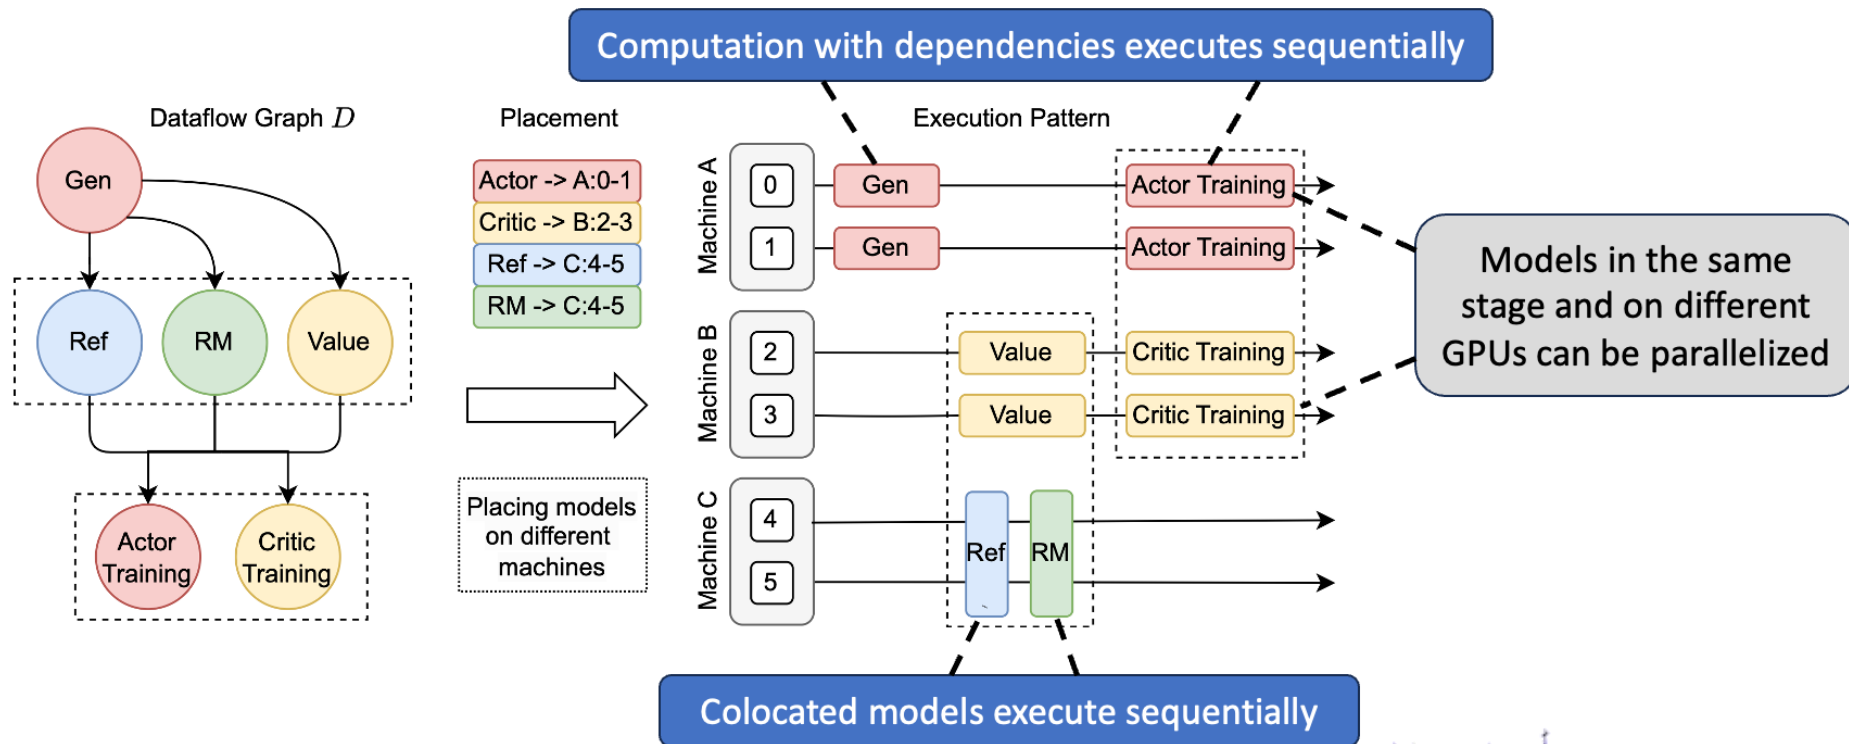 Computation with dependencies executes sequentially
Dataflow Graph D
Placement
Execution Pattern
Gen
Ref
RM
Value
Actor
Training
Critic
Training
Actor -> A:0-1
Critic -> B:2-3
Ref -> C:4-5
RM -> C:4-5
Placing models
on different
machines
Machine A
0
Gen
Actor Training
1
Gen
Actor Training
Machine B
2
Value
Critic Training
3
Value
Critic Training
Machine C
4
5
Ref
RM
Models in the same
stage and on different
GPUs can be parallelized
Colocated models execute sequentially